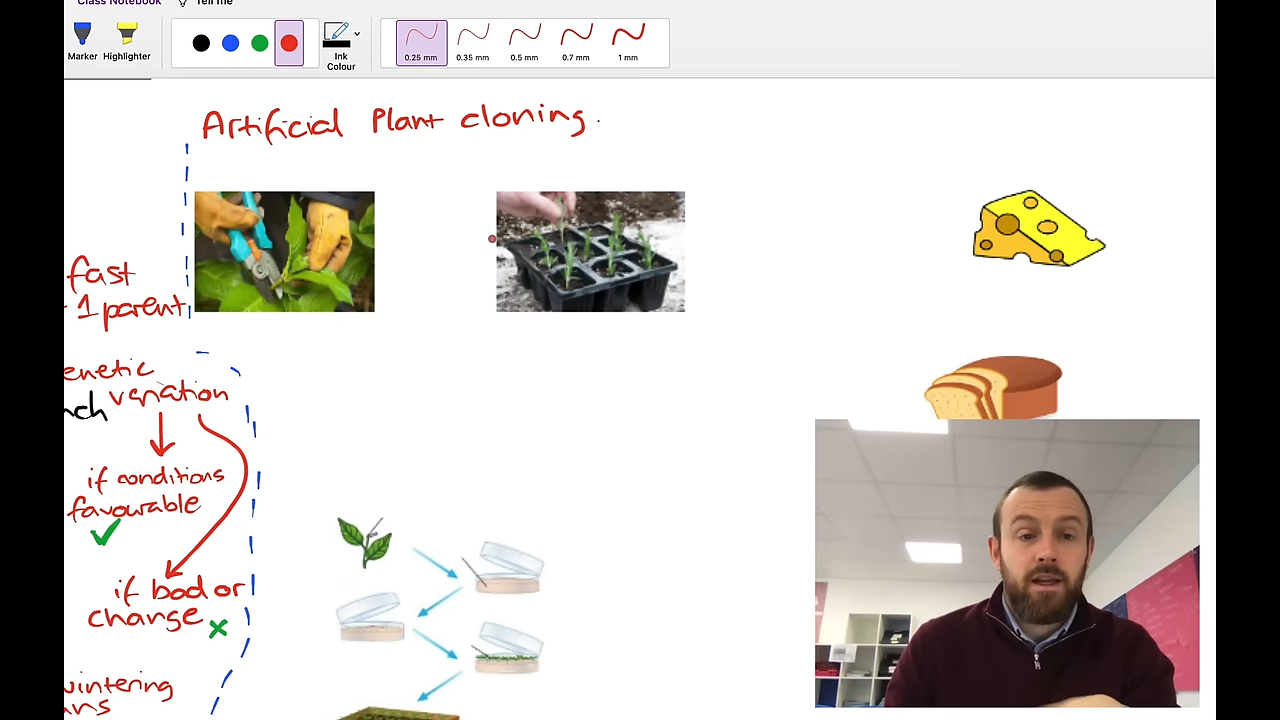 Class Notebook Tell me
Marker
Highlighter
Ink
Colour
0.25 mm
0.35 mm
0.5 mm
0.7 mm
1 mm
Artificial Plant cloning.
fast
- 1 parent
enetic
variation
if conditions
favourable
if bad or
change
wintering